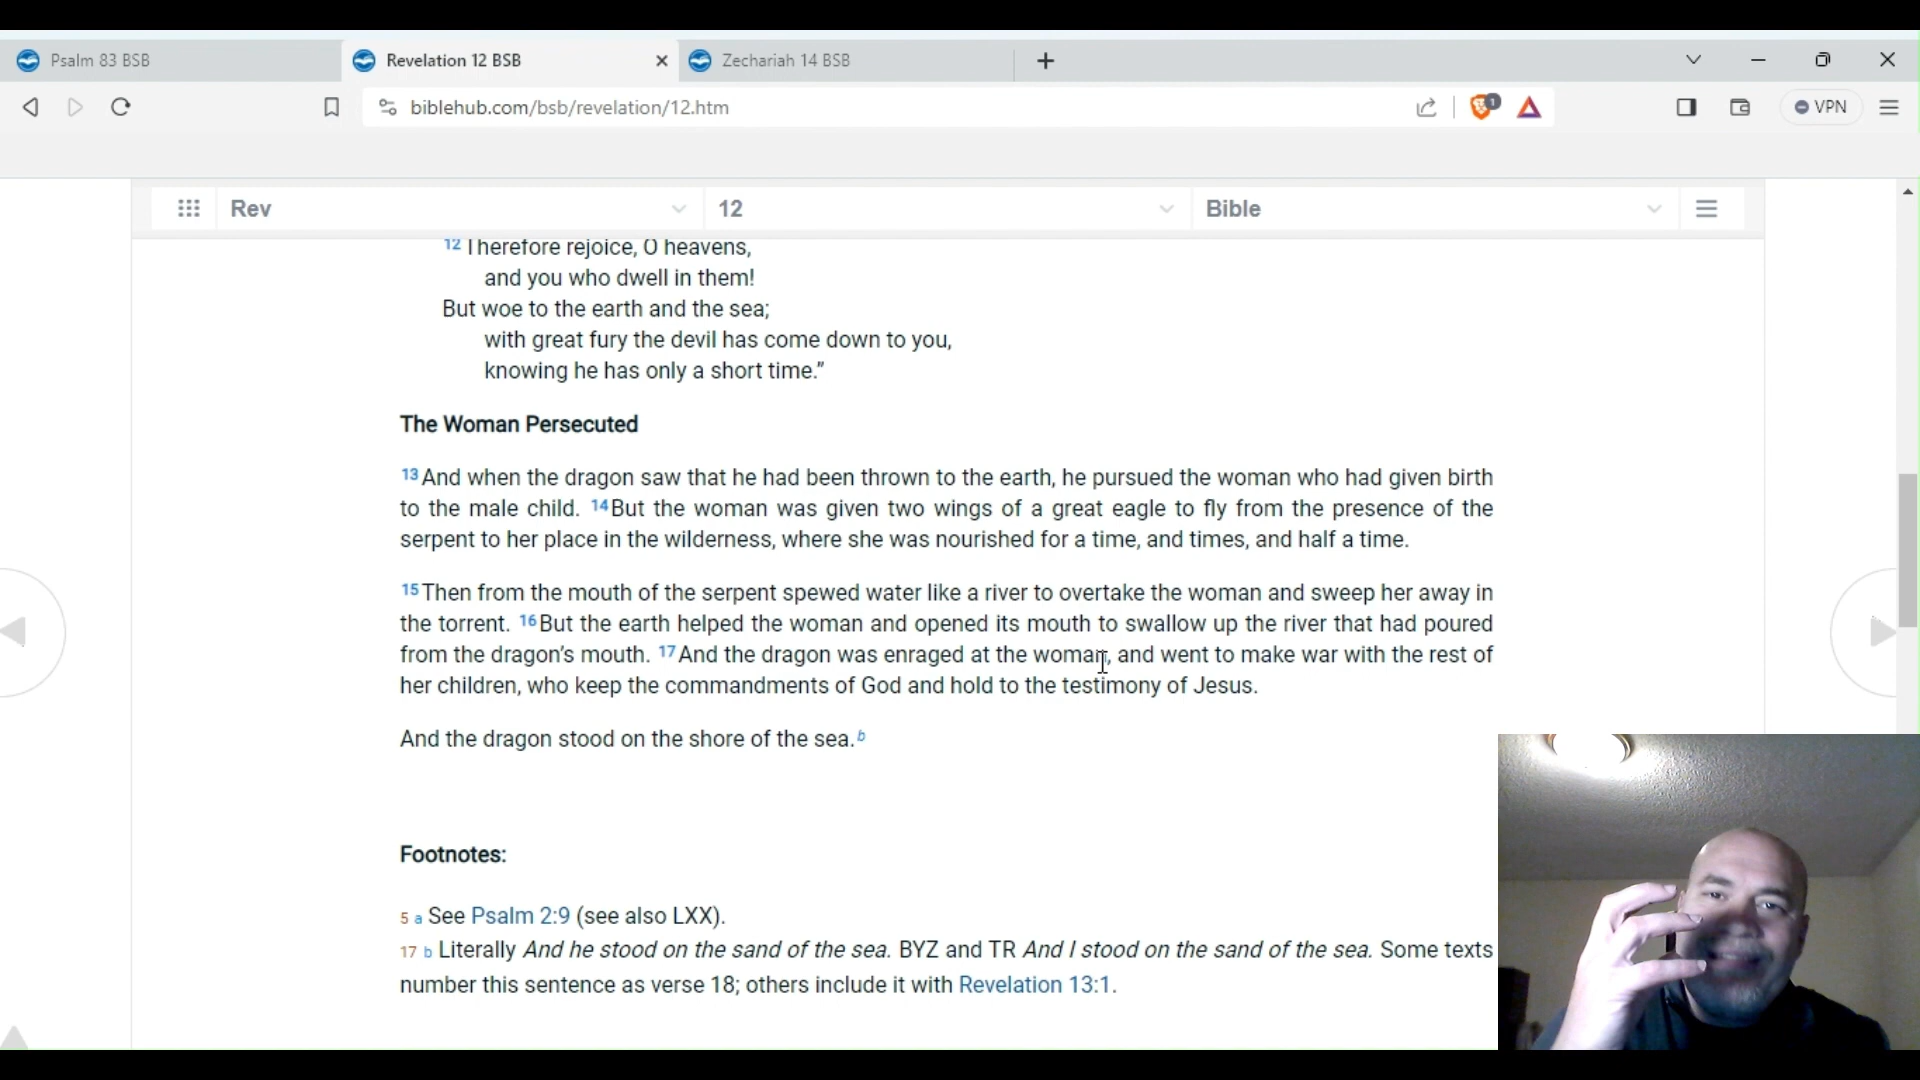 Psalm 83 BSB
Revelation 12 BSB
Zechariah 14 BSB
biblehub.com/bsb/revelation/12.htm
1
VPN
Rev
12
Bible
12 Therefore rejoice, O heavens,
and you who dwell in them!
But woe to the earth and the sea;
with great fury the devil has come down to you,
knowing he has only a short time.”
The Woman Persecuted
13 And when the dragon saw that he had been thrown to the earth, he pursued the woman who had given birth
to the male child. 14 But the woman was given two wings of a great eagle to fly from the presence of the
serpent to her place in the wilderness, where she was nourished for a time, and times, and half a time.
15 Then from the mouth of the serpent spewed water like a river to overtake the woman and sweep her away in
the torrent. 16 But the earth helped the woman and opened its mouth to swallow up the river that had poured
from the dragon’s mouth. 17 And the dragon was enraged at the woman, and went to make war with the rest of
her children, who keep the commandments of God and hold to the testimony of Jesus.
And the dragon stood on the shore of the sea. b
Footnotes:
5 a See Psalm 2:9 (see also LXX).
17 b Literally And he stood on the sand of the sea. BYZ and TR And I stood on the sand of the sea. Some texts
number this sentence as verse 18; others include it with Revelation 13:1.